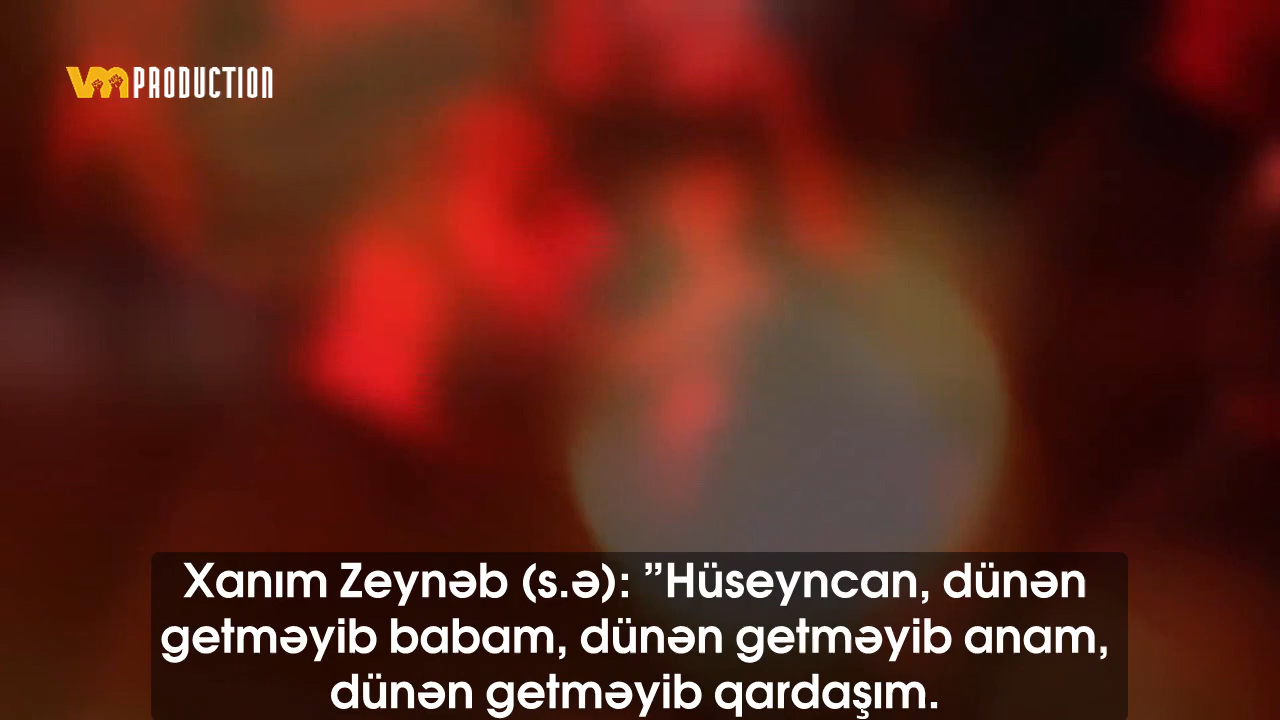 VM PRODUCTION
Xanım Zeynəb (s.ə): ”Hüseyncan, dünən
getməyib babam, dünən getməyib anam,
dünən getməyib qardaşım.